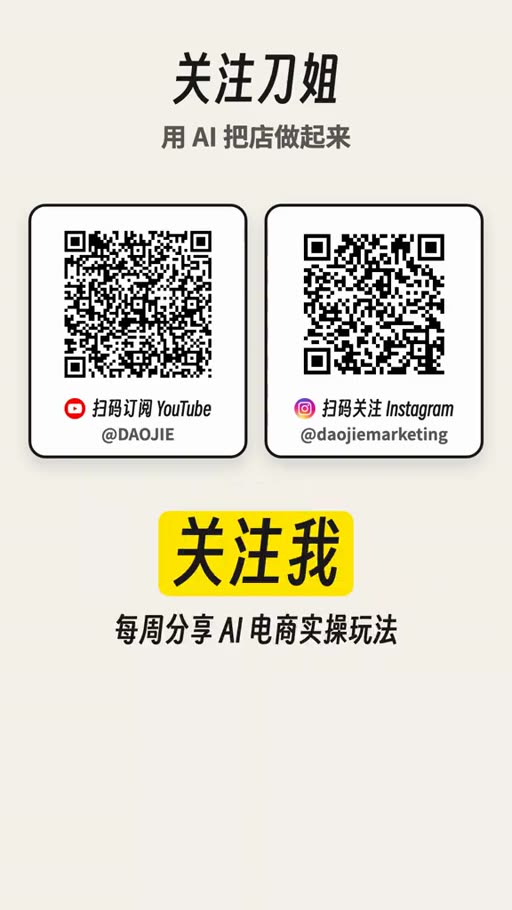 关注刀姐
用 AI 把店做起来
扫码订阅 YouTube
@DAOJIE
扫码关注 Instagram
@daojiemarketing
关注我
每周分享 AI 电商实操玩法